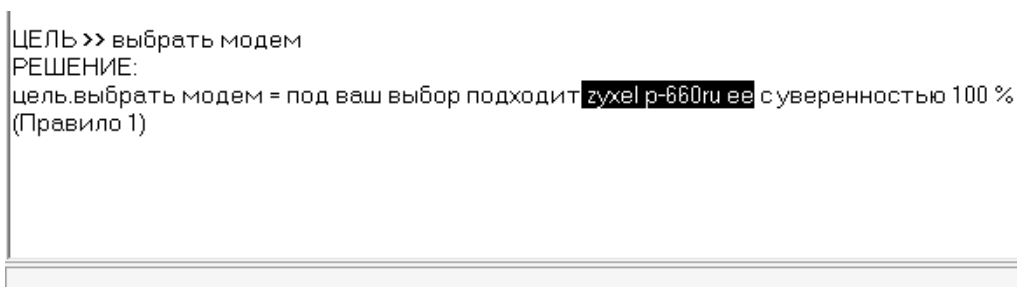 ЦЕЛЬ >> выбрать модем
РЕШЕНИЕ:
цель.выбрать модем = под ваш выбор подходит zyxel p-660ru ee с уверенностью 100 %
(Правило 1)